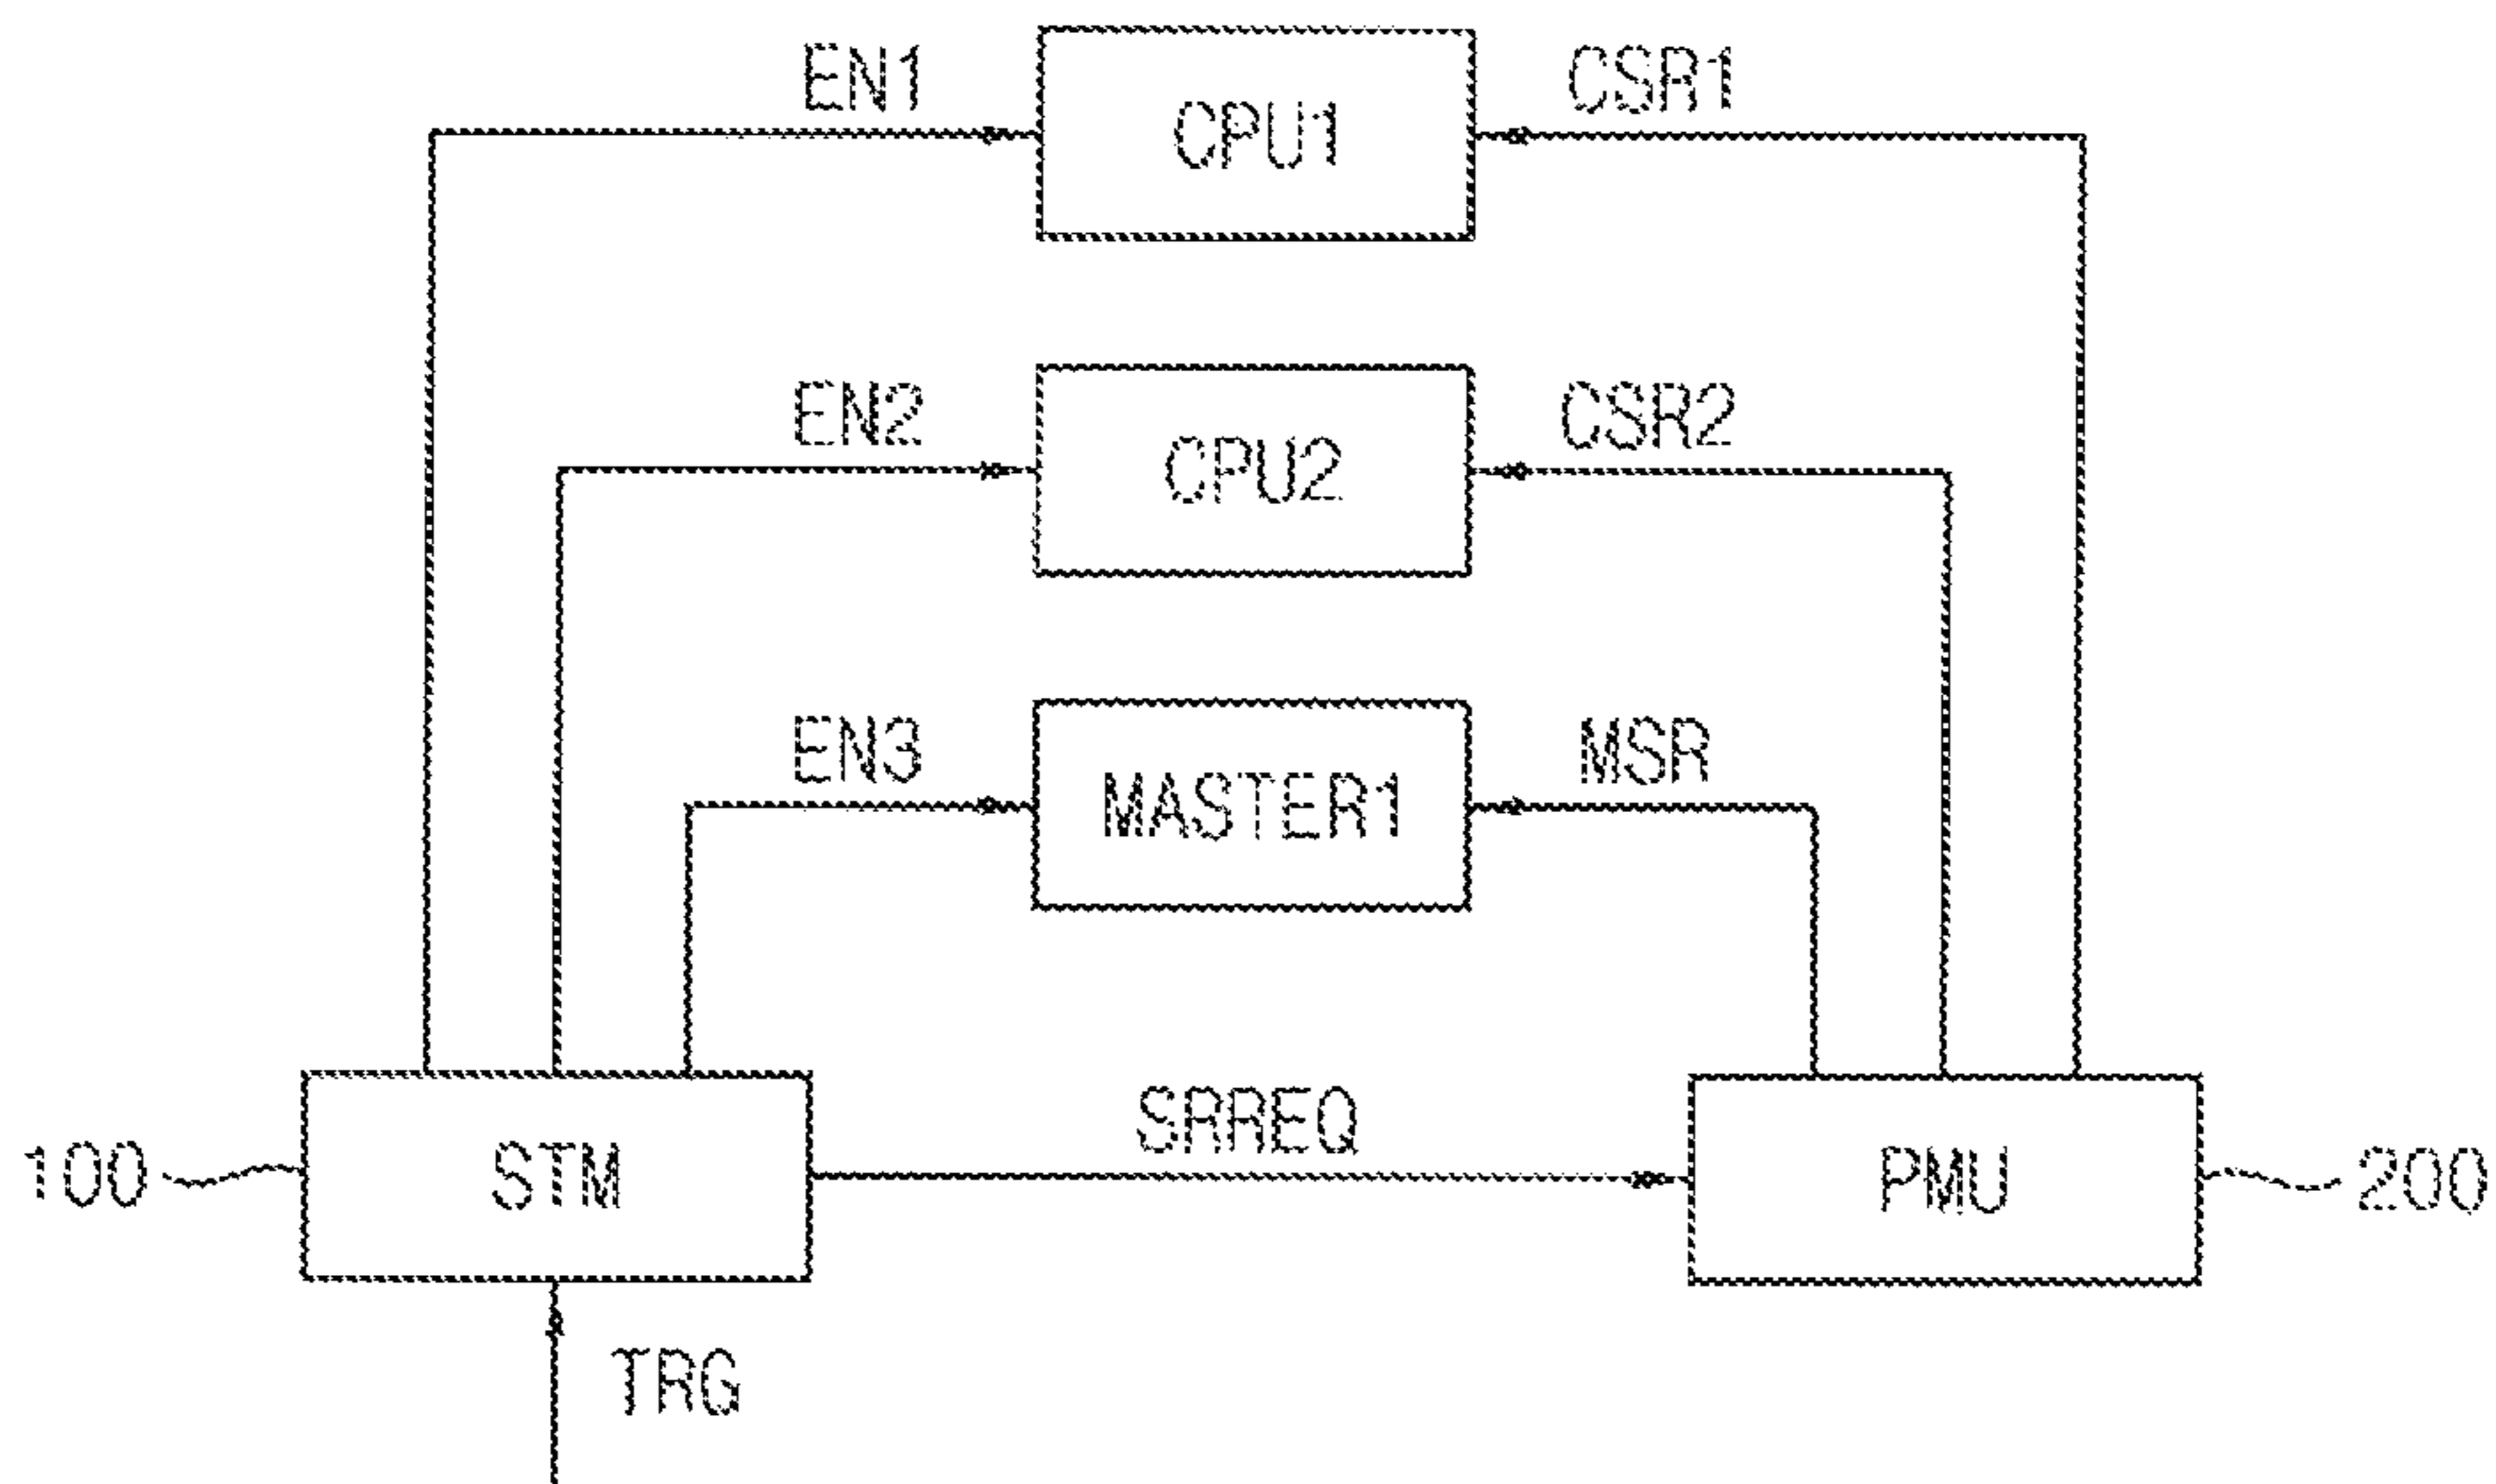 EN1
CSR1
CPU1
EN2
CSR2
CPU2
EN3
MSR
MASTER1
SRREQ
100
STM
PMU
200
TRG